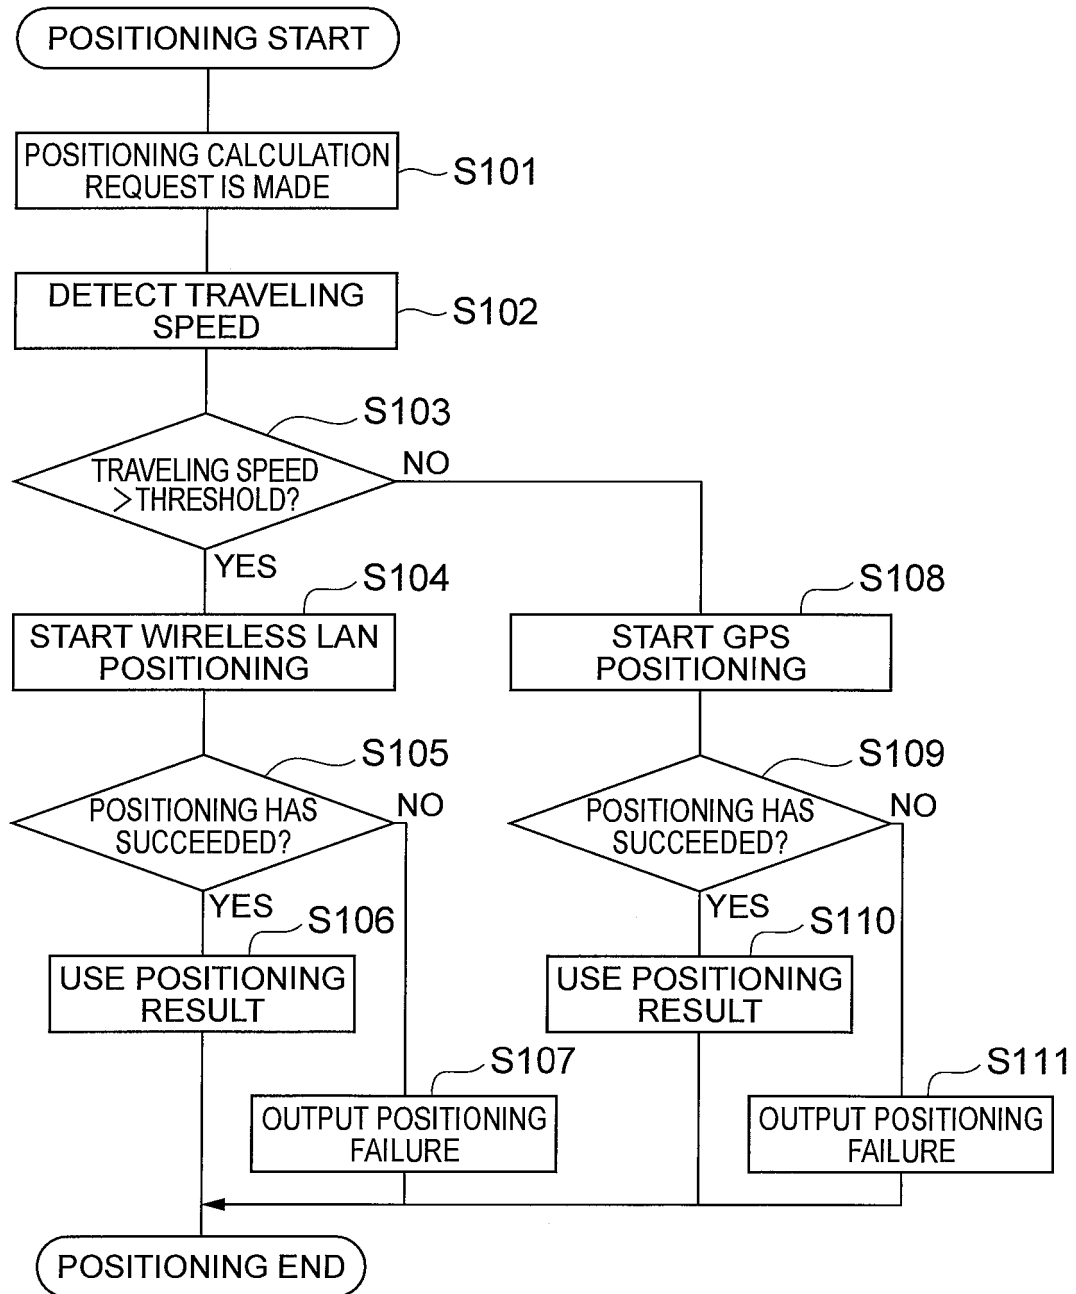 POSITIONING START
POSITIONING CALCULATION
REQUEST IS MADE
S101
DETECT TRAVELING
SPEED
S102
S103
TRAVELING SPEED
>THRESHOLD?
NO
YES
S104
START WIRELESS LAN
POSITIONING
S108
START GPS
POSITIONING
S105
POSITIONING HAS
SUCCEEDED?
NO
YES
S109
POSITIONING HAS
SUCCEEDED?
NO
YES
S106
USE POSITIONING
RESULT
S110
USE POSITIONING
RESULT
S107
OUTPUT POSITIONING
FAILURE
S111
OUTPUT POSITIONING
FAILURE
POSITIONING END